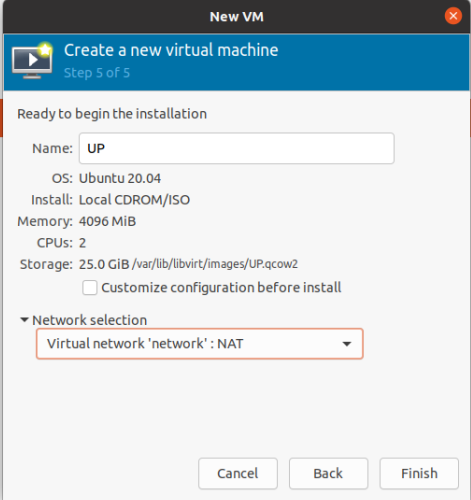 New VM
Create a new virtual machine
Step 5 of 5
Ready to begin the installation
Name: UP
OS: Ubuntu 20.04
Install: Local CDROM/ISO
Memory: 4096 MiB
CPUs: 2
Storage: 25.0 GiB /var/lib/libvirt/images/UP.qcow2
Customize configuration before install
Network selection
Virtual network 'network' : NAT
Cancel Back Finish